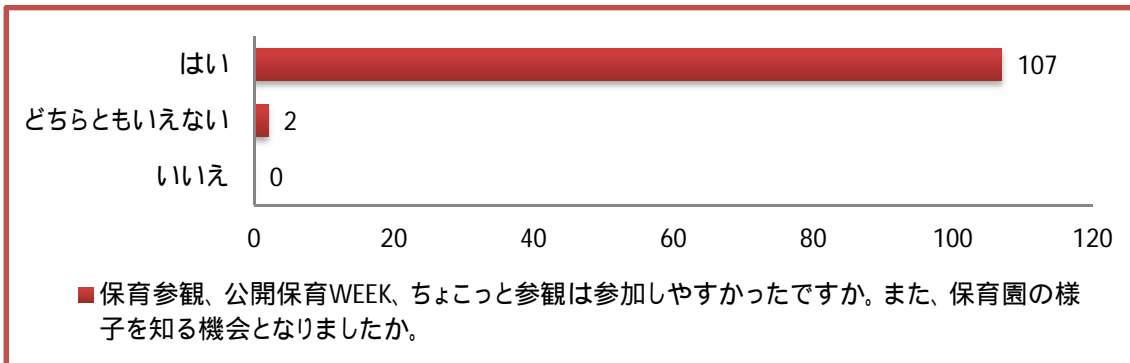 はい 107
どちらともいえない 2
いいえ 0
0 20 40 60 80 100 120
保育参観、公開保育WEEK、ちょこっと参観は参加しやすかったですか。また、保育園の様
子を知る機会となりましたか。